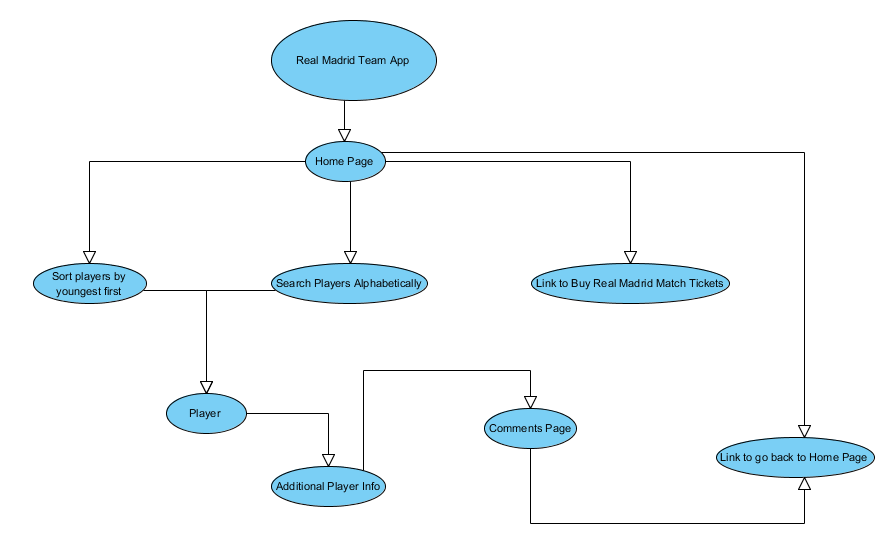 Real Madrid Team App
Home Page
Sort players by
youngest first
Search Players Alphabetically
Link to Buy Real Madrid Match Tickets
Player
Comments Page
Link to go back to Home Page
Additional Player Info